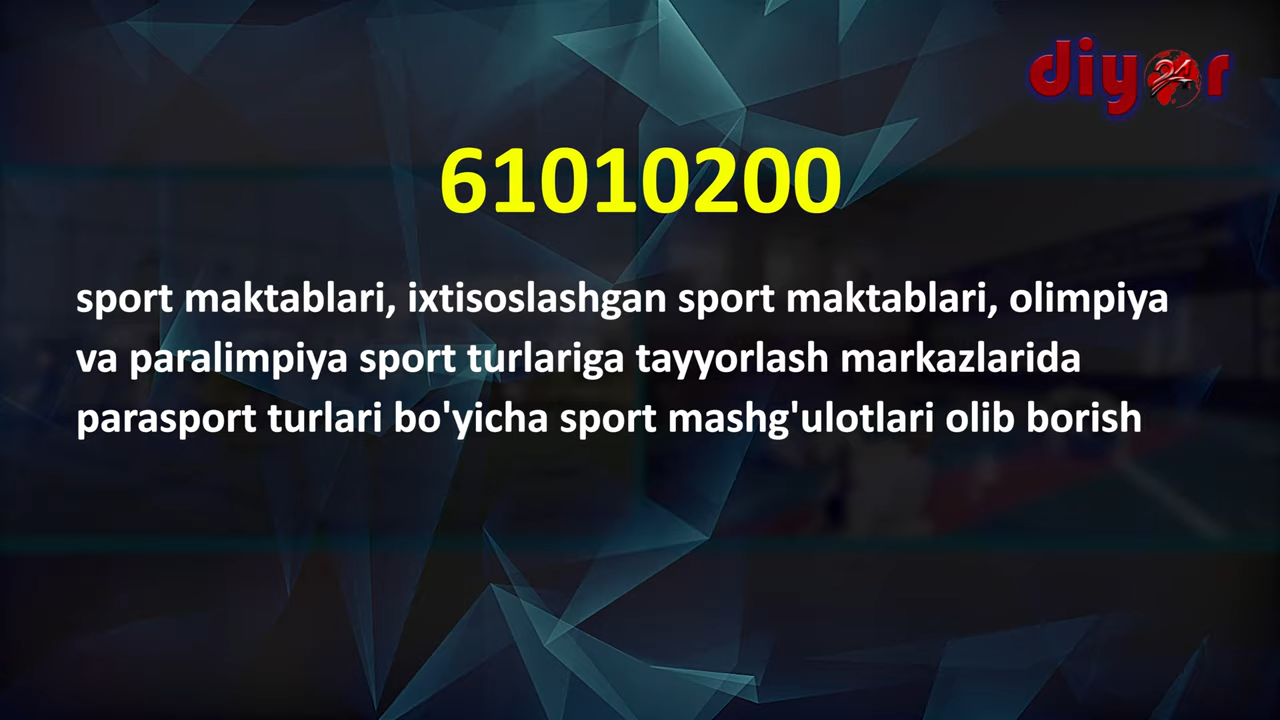 diyor 24
61010200
sport maktablari, ixtisoslashgan sport maktablari, olimpiya
va paralimpiya sport turlariga tayyorlash markazlarida
parasport turlari bo'yicha sport mashg'ulotlari olib borish